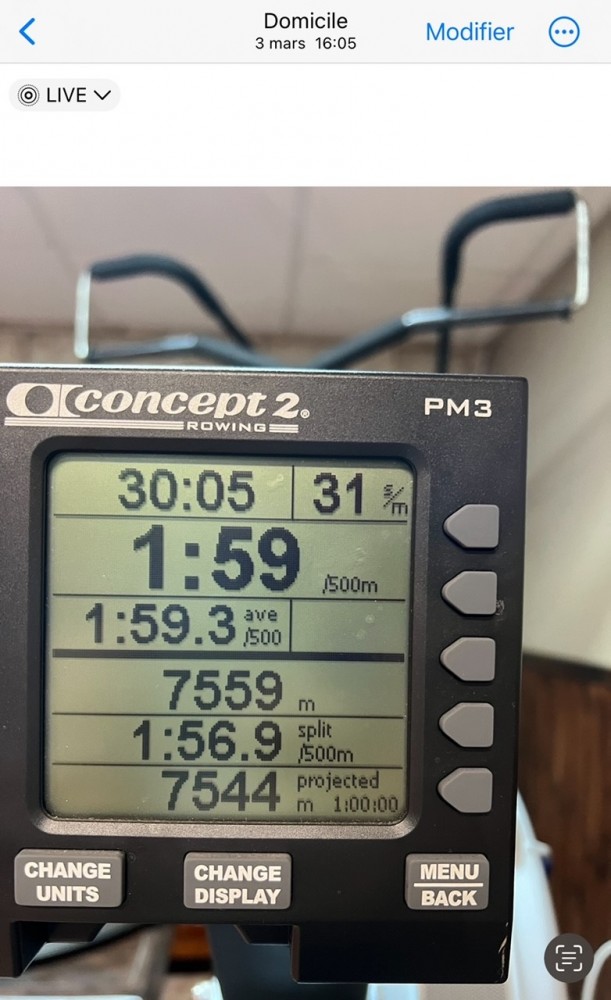 Domicile
3 mars 16:05
Modifier
LIVE
concept 2®
ROWING
PM3
30:05
31 s/m
1:59 /500m
1:59.3 ave /500
7559 m
1:56.9 split /500m
7544 projected m 1:00:00
CHANGE UNITS
CHANGE DISPLAY
MENU BACK